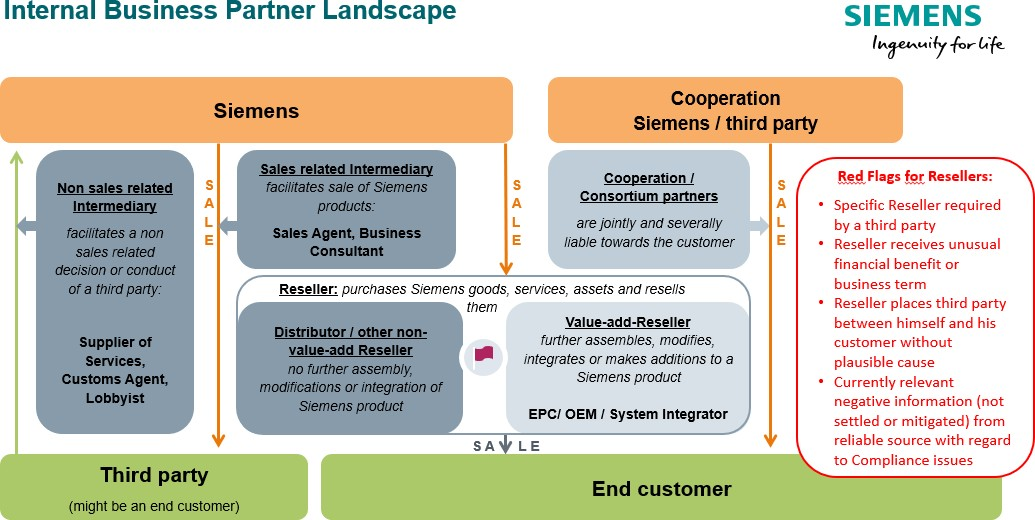 Internal Business Partner Landscape
SIEMENS
Ingenuity for life
Siemens
Cooperation
Siemens / third party
Non sales related
Intermediary
facilitates a non
sales related
decision or conduct
of a third party:
Supplier of
Services,
Customs Agent,
Lobbyist
SALE
Sales related Intermediary
facilitates sale of Siemens
products:
Sales Agent, Business
Consultant
SALE
Cooperation /
Consortium partners
are jointly and severally
liable towards the customer
SALE
Reseller: purchases Siemens goods, services, assets and resells
them
Distributor / other non-
value-add Reseller
no further assembly,
modifications or integration of
Siemens product
Value-add-Reseller
further assembles, modifies,
integrates or makes additions to a
Siemens product
EPC/ OEM / System Integrator
SALE
Red Flags for Resellers:
• Specific Reseller required
by a third party
• Reseller receives unusual
financial benefit or
business term
• Reseller places third party
between himself and his
customer without
plausible cause
• Currently relevant
negative information (not
settled or mitigated) from
reliable source with regard
to Compliance issues
Third party
(might be an end customer)
End customer